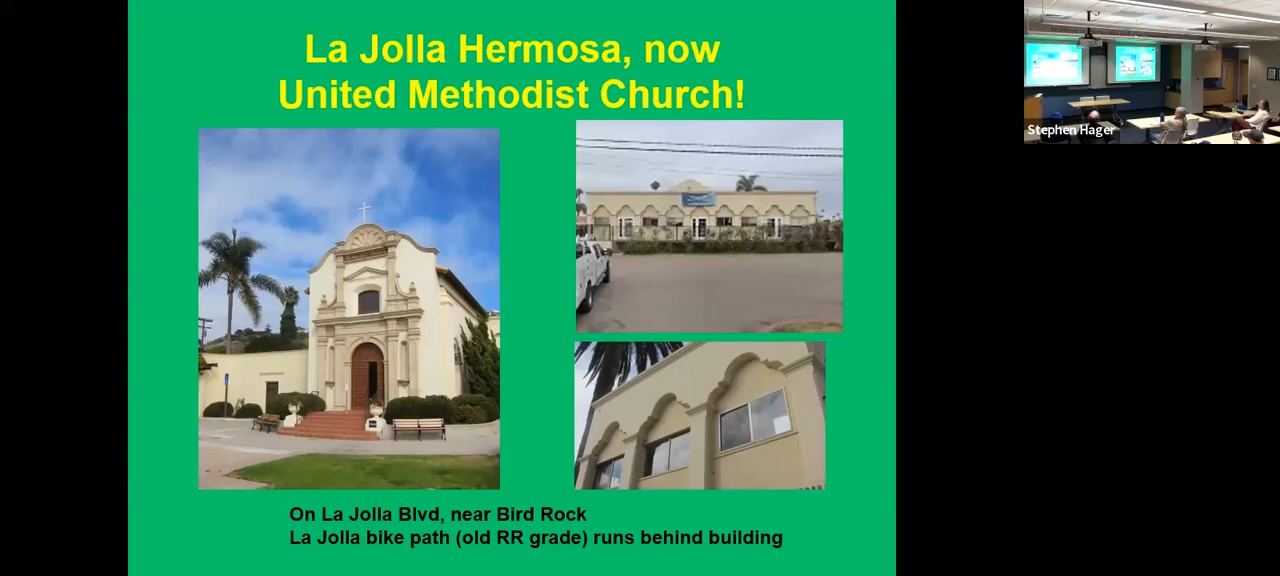 La Jolla Hermosa, now
United Methodist Church!
On La Jolla Blvd, near Bird Rock
La Jolla bike path (old RR grade) runs behind building
Stephen Hager